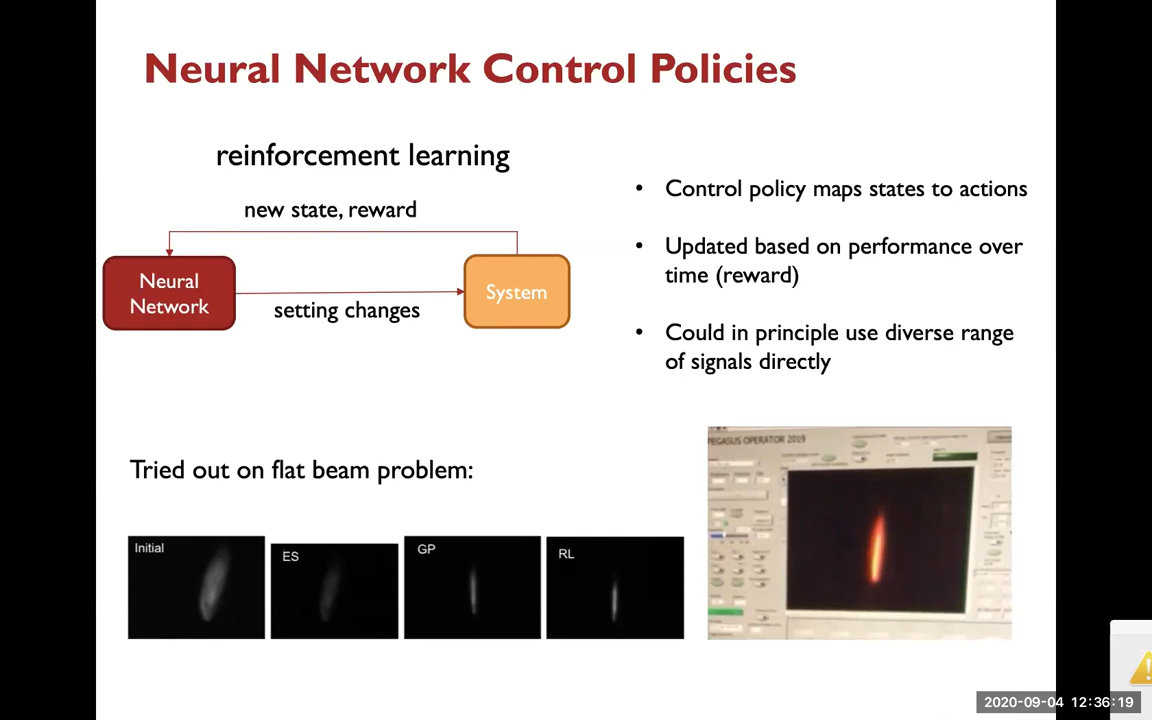 Neural Network Control Policies
reinforcement learning
new state, reward
Neural
Network
setting changes
System
• Control policy maps states to actions
• Updated based on performance over
time (reward)
• Could in principle use diverse range
of signals directly
Tried out on flat beam problem:
Initial
ES
GP
RL
PEGASUS OPERATOR 2019
2020-09-04 12:36:19